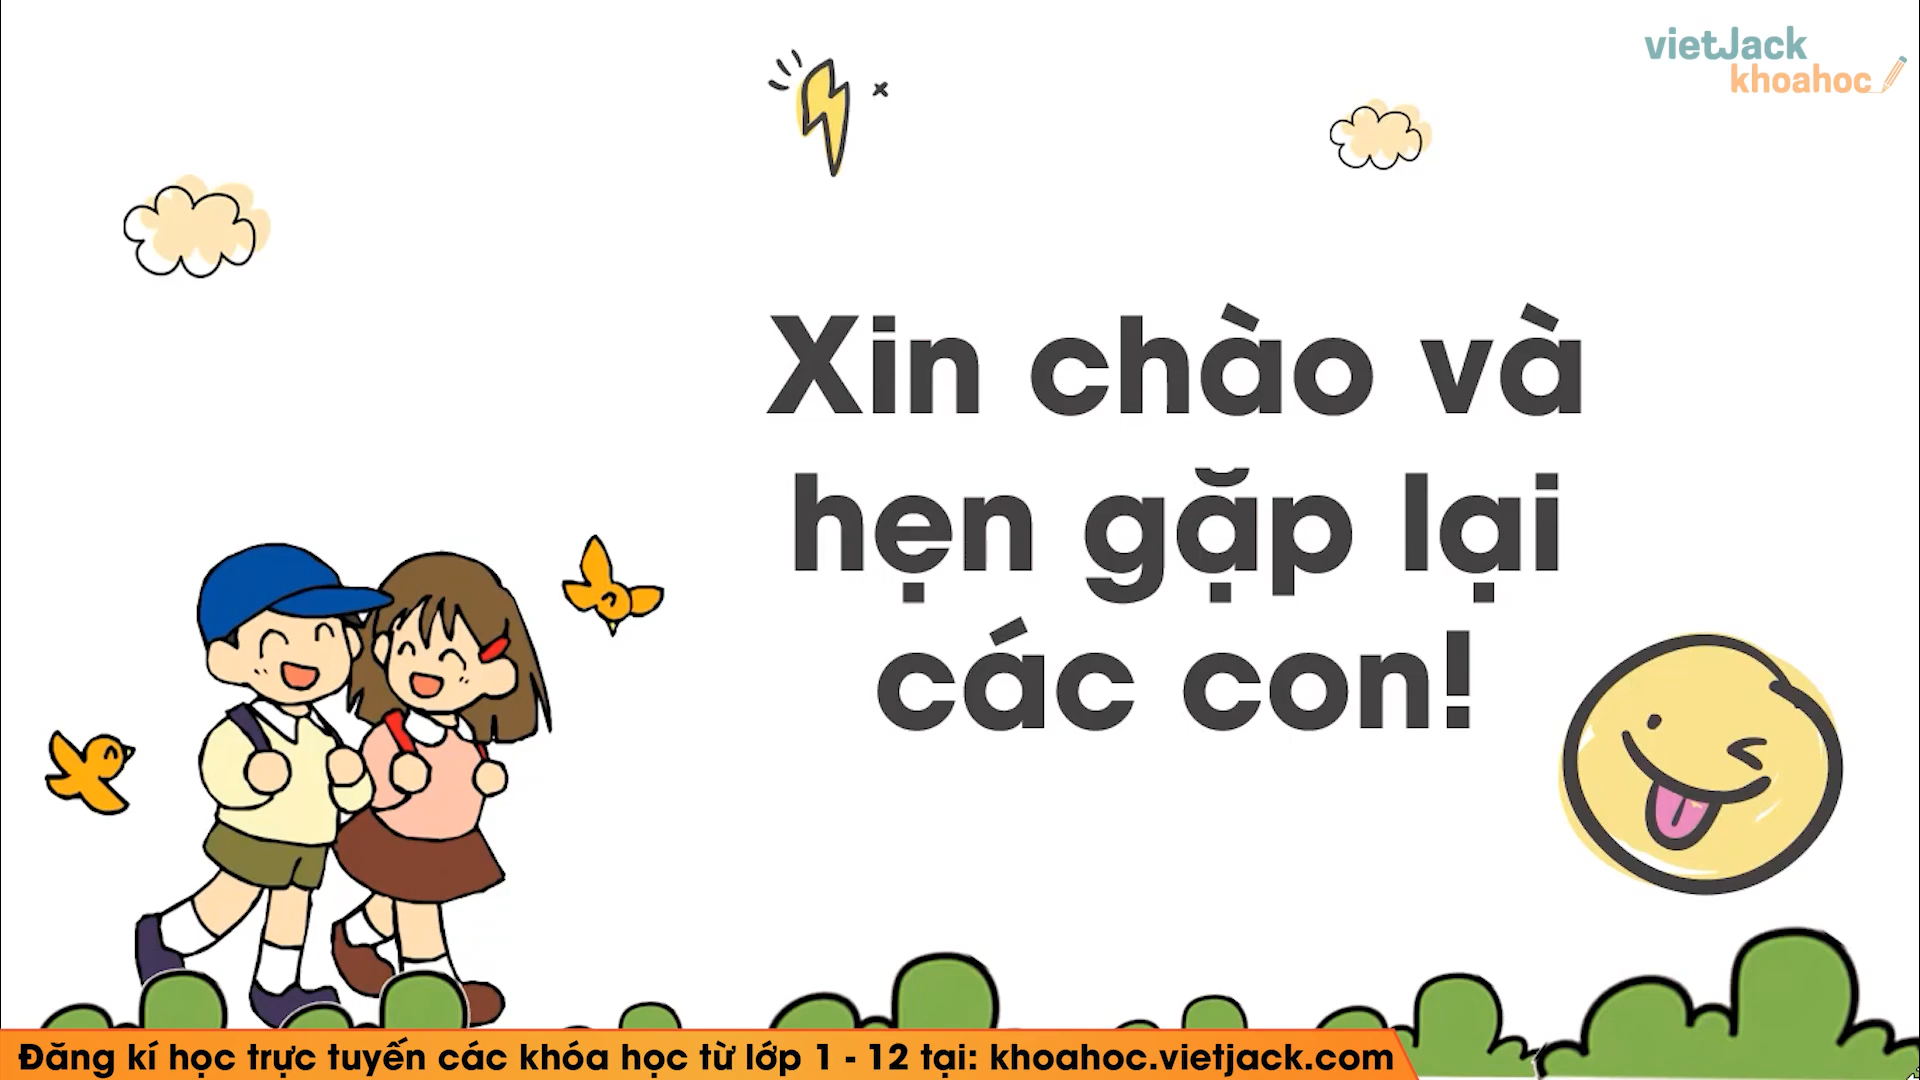 vietJack
khoahoc
Xin chào và
hẹn gặp lại
các con!
Đăng kí học trực tuyến các khóa học từ lớp 1 - 12 tại: khoahoc.vietjack.com